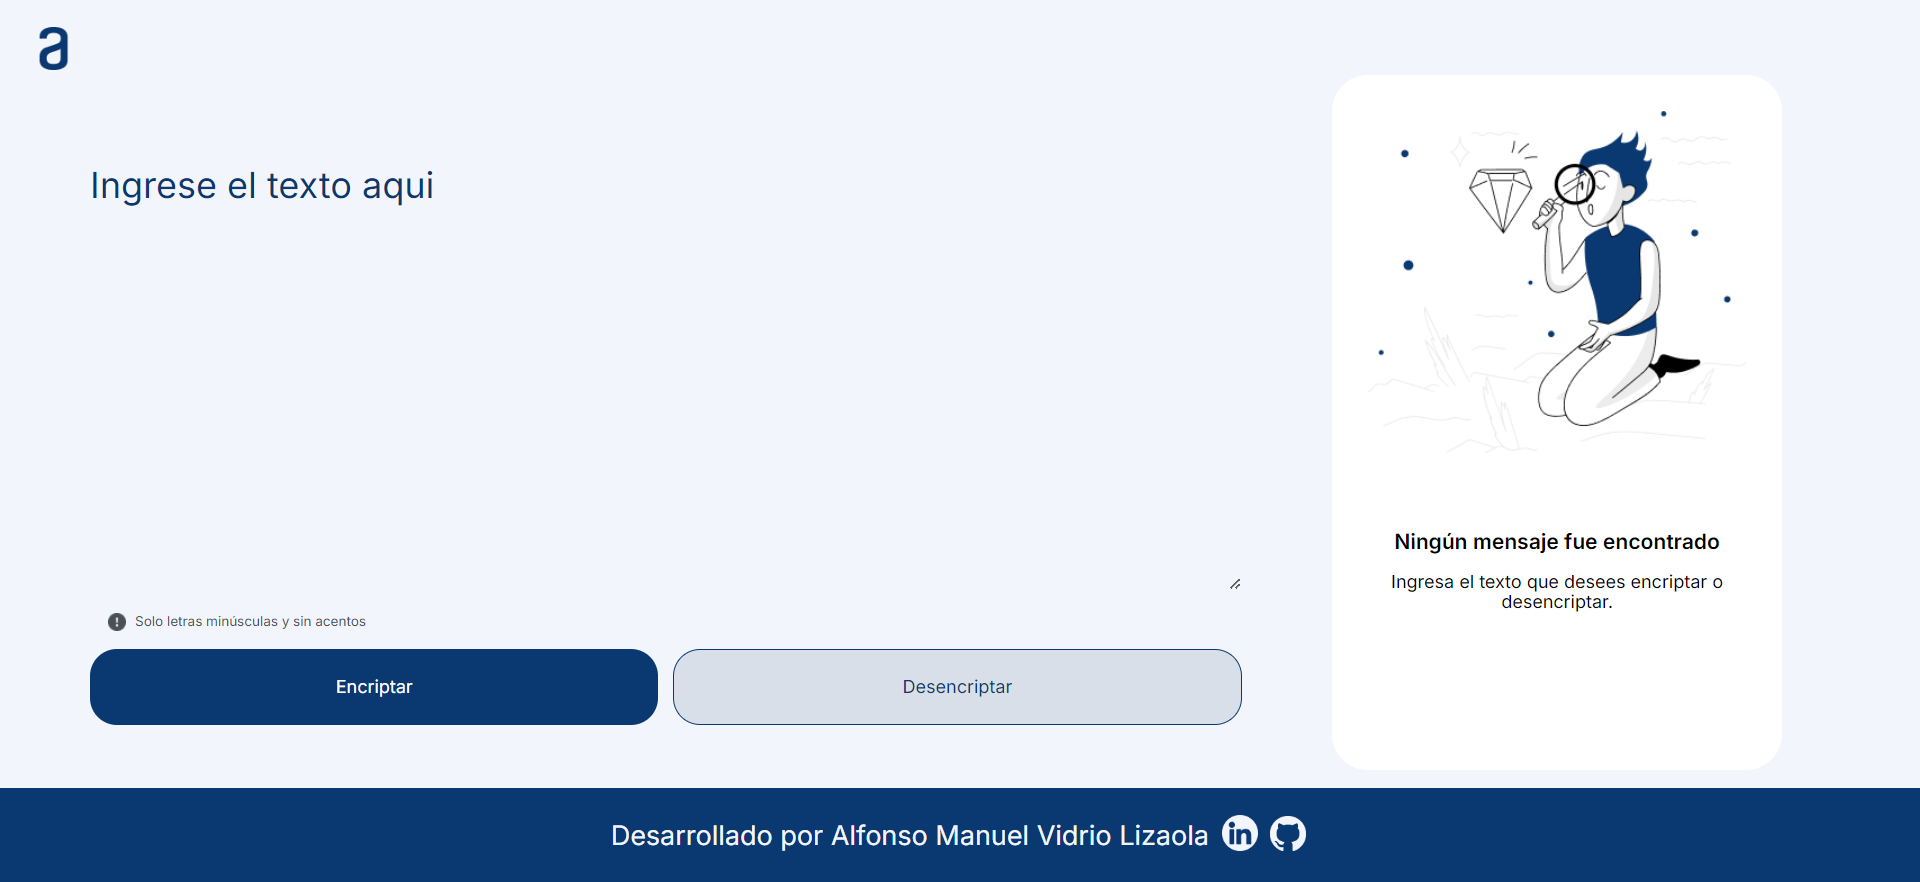 a
Ingrese el texto aqui
Solo letras minúsculas y sin acentos
Encriptar
Desencriptar
Ningún mensaje fue encontrado
Ingresa el texto que desees encriptar o
desencriptar.
Desarrollado por Alfonso Manuel Vidrio Lizaola in